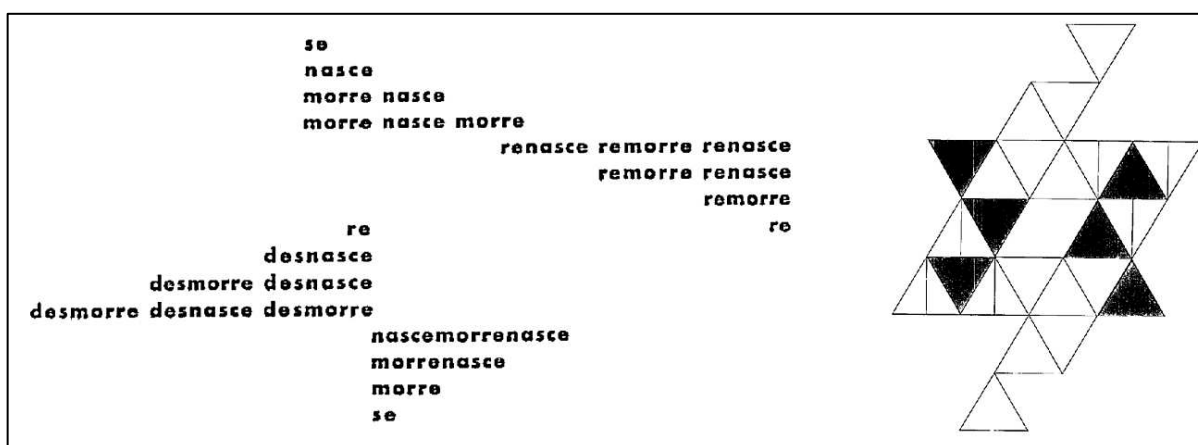 se
nasce
morre nasce
morre nasce morre
renasce remorre renasce
remorre renasce
remorre
re
re
desnasce
desmorre desnasce
desmorre desnasce desmorre
nascemorrenasce
morrenasce
morre
se